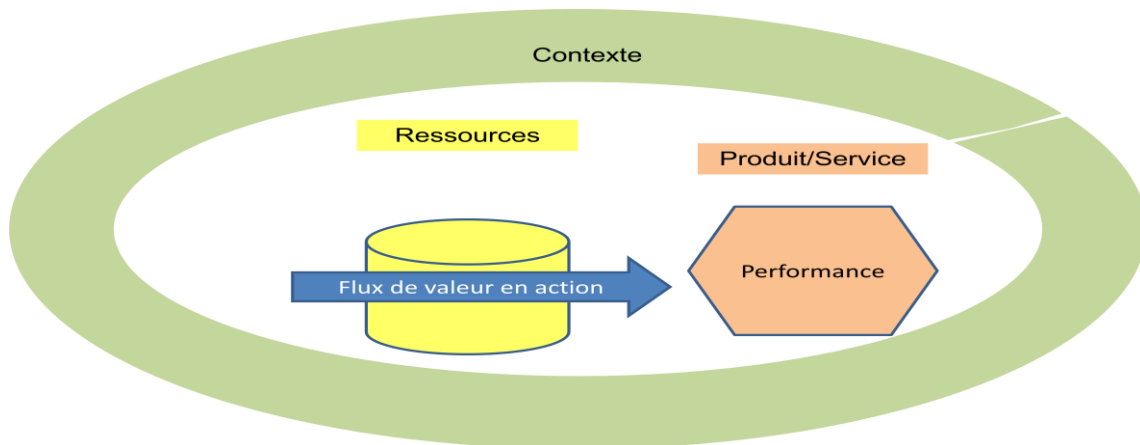 Contexte
Ressources
Produit/Service
Flux de valeur en action
Performance